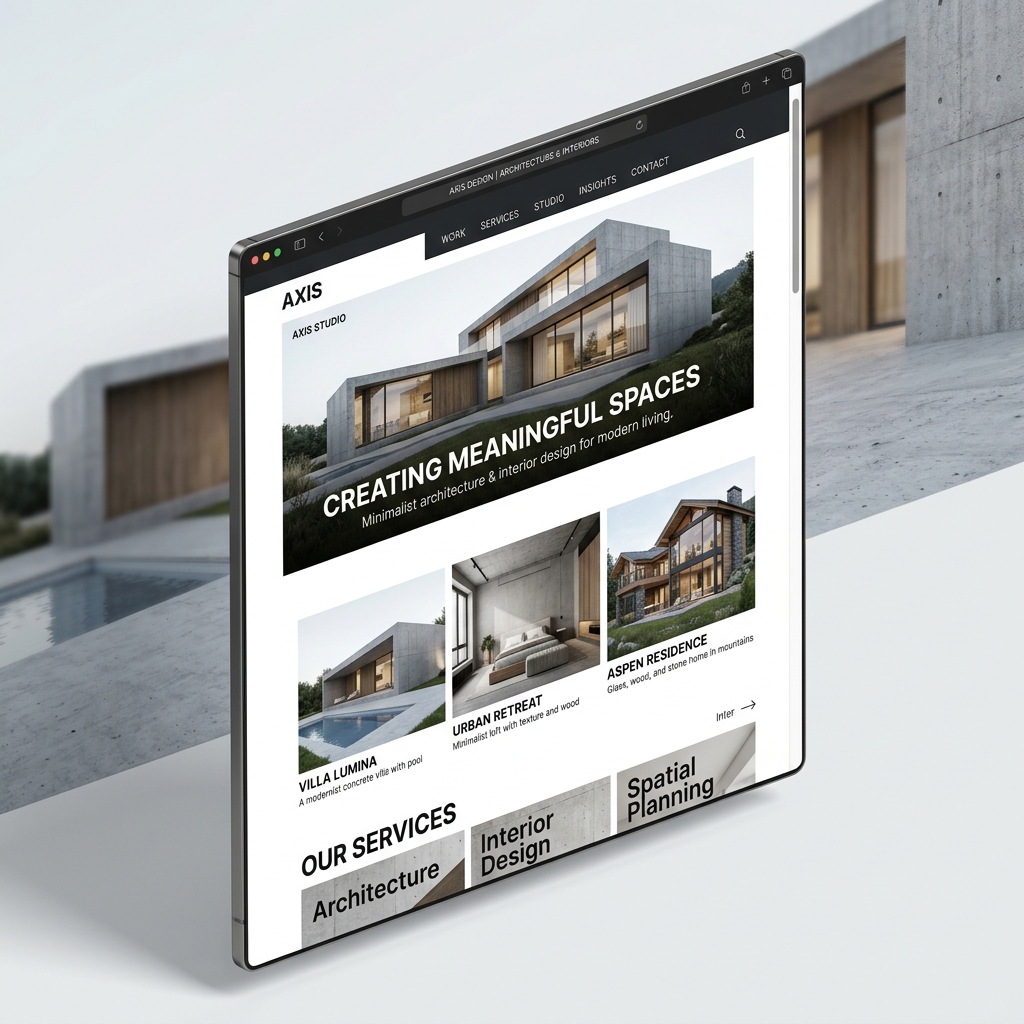 AXIS DESIGN | ARCHITECTURE & INTERIORS
WORK SERVICES STUDIO INSIGHTS CONTACT
AXIS
AXIS STUDIO
CREATING MEANINGFUL SPACES
Minimalist architecture & interior design for modern living.
VILLA LUMINA
A modernist concrete villa with pool
URBAN RETREAT
Minimalist loft with texture and wood
ASPEN RESIDENCE
Glass, wood, and stone home in mountains
Inter →
OUR SERVICES
Architecture
Interior
Design
Spatial
Planning